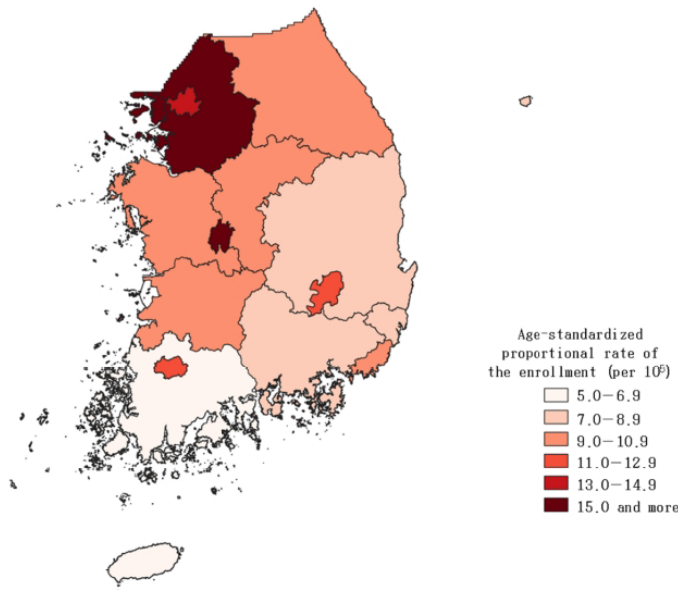 Age-standardized
proportional rate of
the enrollment (per 10⁵)
5.0−6.9
7.0−8.9
9.0−10.9
11.0−12.9
13.0−14.9
15.0 and more